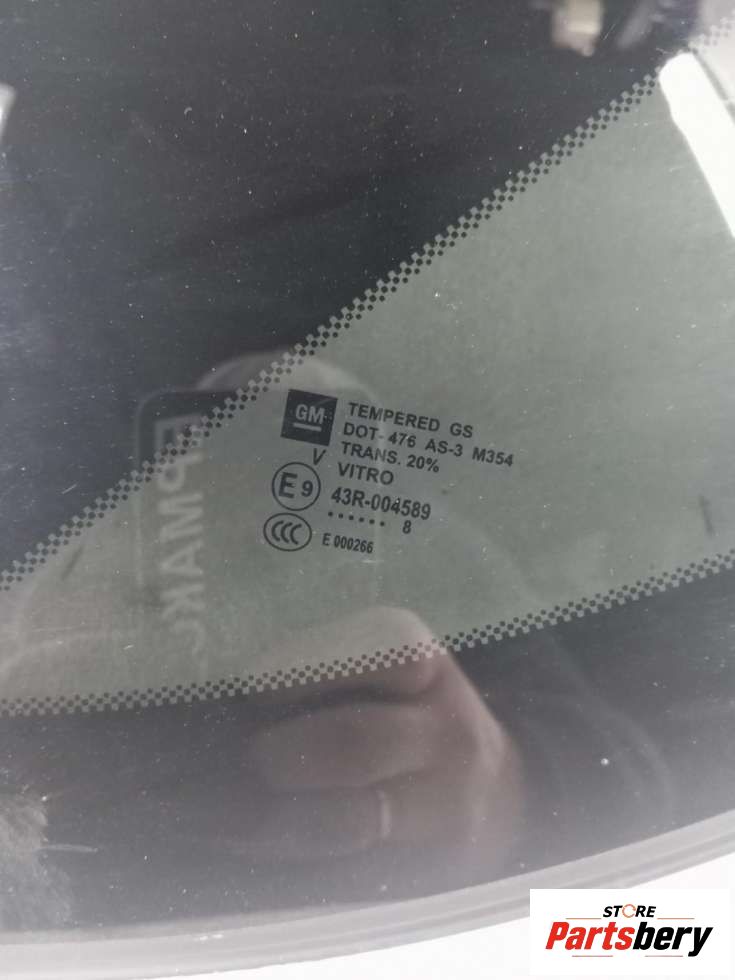 GM
TEMPERED GS
DOT- 476 AS-3 M354
TRANS. 20%
V VITRO
E9 43R-004589
...... 8
CCC E 000266
STORE
Partsbery